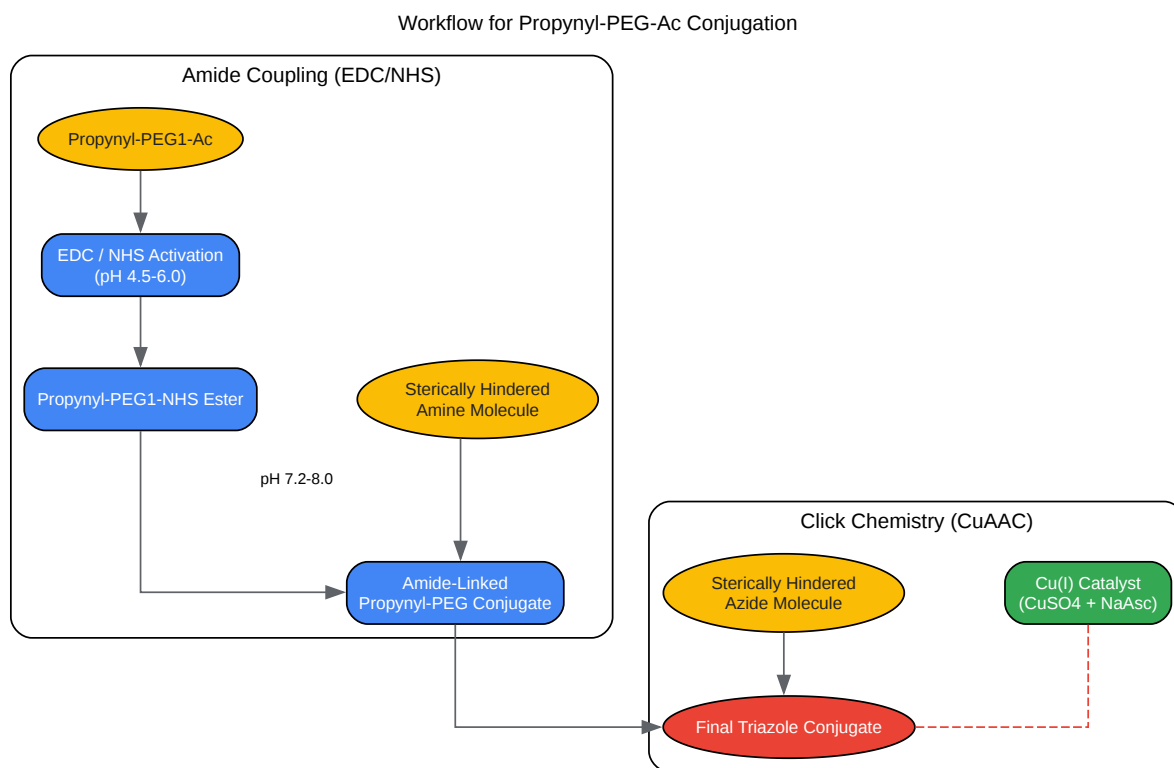 Workflow for Propynyl-PEG-Ac Conjugation
Amide Coupling (EDC/NHS)
Propynyl-PEG1-Ac
EDC / NHS Activation
(pH 4.5-6.0)
Propynyl-PEG1-NHS Ester
Sterically Hindered
Amine Molecule
pH 7.2-8.0
Amide-Linked
Propynyl-PEG Conjugate
Click Chemistry (CuAAC)
Sterically Hindered
Azide Molecule
Cu(I) Catalyst
(CuSO4 + NaAsc)
Final Triazole Conjugate